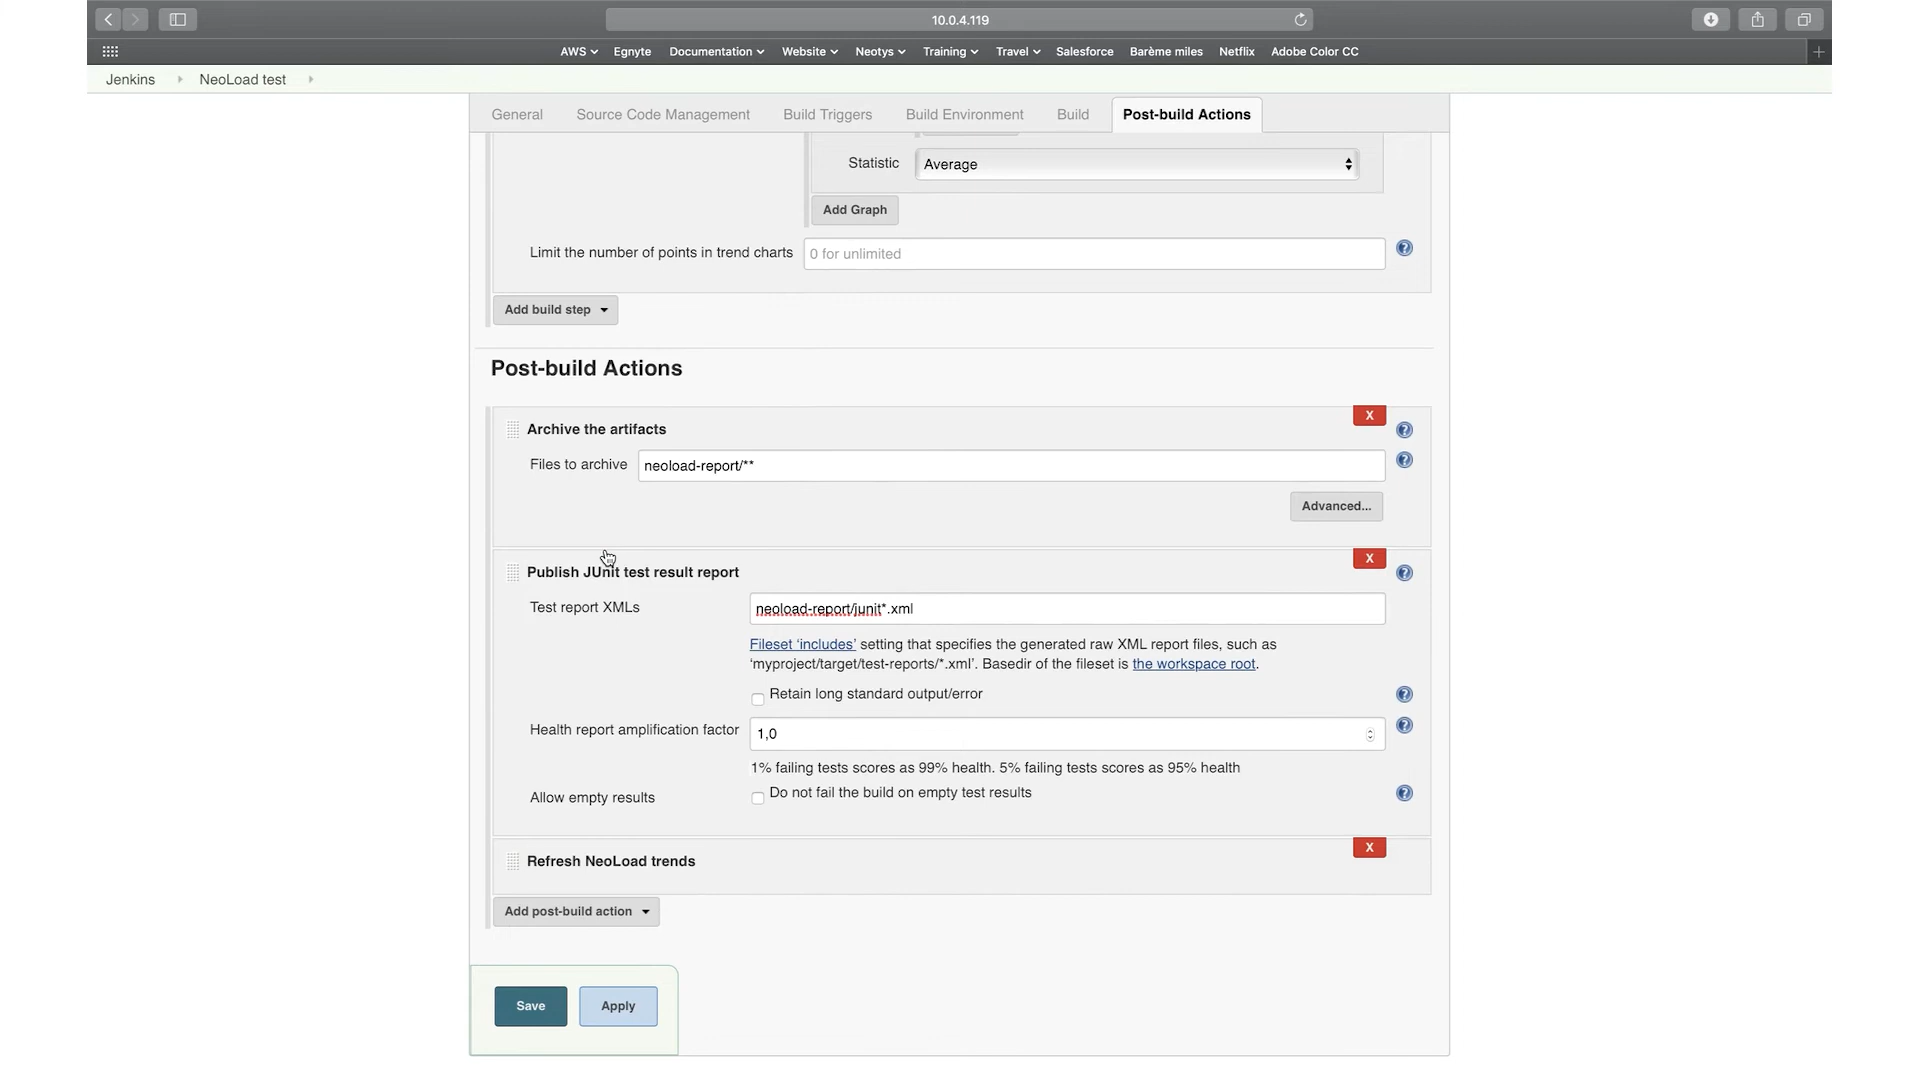 10.0.4.119
AWS Egnyte Documentation Website Neotys Training Travel Salesforce Barème miles Netflix Adobe Color CC
Jenkins NeoLoad test
General Source Code Management Build Triggers Build Environment Build Post-build Actions
Statistic Average
Add Graph
Limit the number of points in trend charts 0 for unlimited
Add build step
Post-build Actions
X
Archive the artifacts
Files to archive neoload-report/**
Advanced...
X
Publish JUnit test result report
Test report XMLs neoload-report/junit*.xml
Fileset ‘includes’ setting that specifies the generated raw XML report files, such as
‘myproject/target/test-reports/*.xml’. Basedir of the fileset is the workspace root.
Retain long standard output/error
Health report amplification factor 1,0
1% failing tests scores as 99% health. 5% failing tests scores as 95% health
Allow empty results Do not fail the build on empty test results
X
Refresh NeoLoad trends
Add post-build action
Save Apply